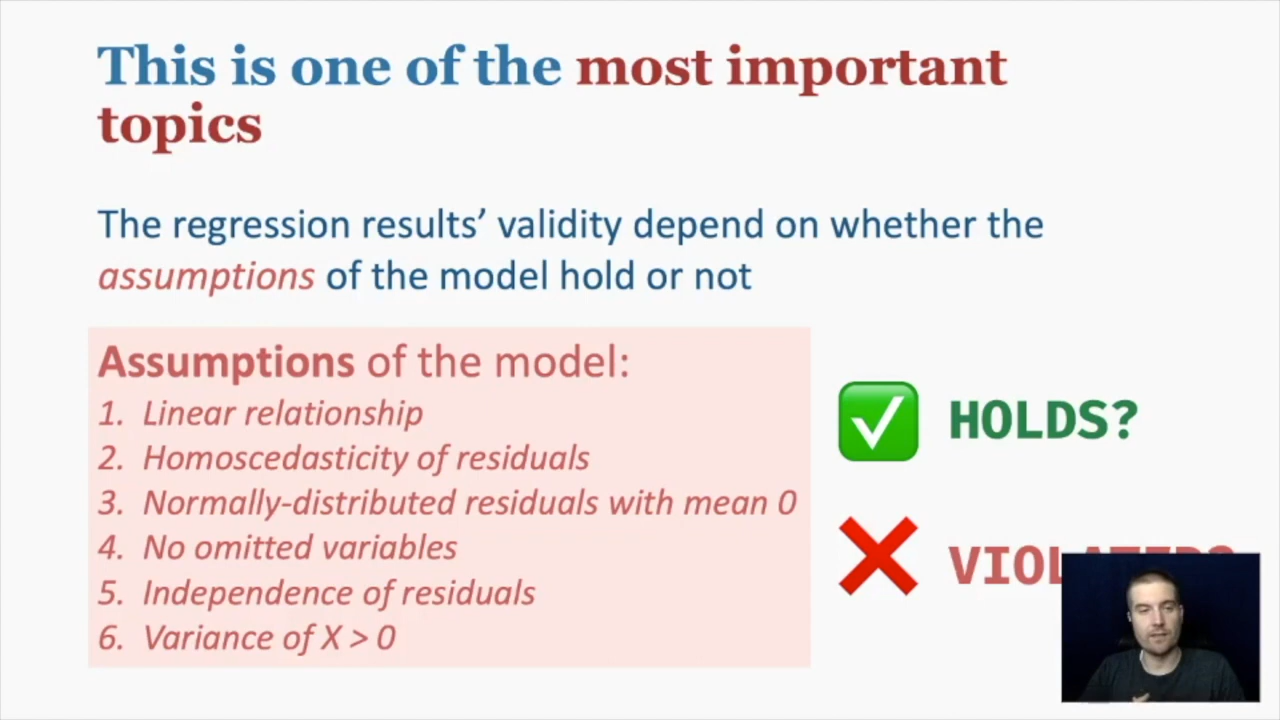 This is one of the most important
topics
The regression results’ validity depend on whether the
assumptions of the model hold or not
Assumptions of the model:
1. Linear relationship
2. Homoscedasticity of residuals
3. Normally-distributed residuals with mean 0
4. No omitted variables
5. Independence of residuals
6. Variance of X > 0
HOLDS?